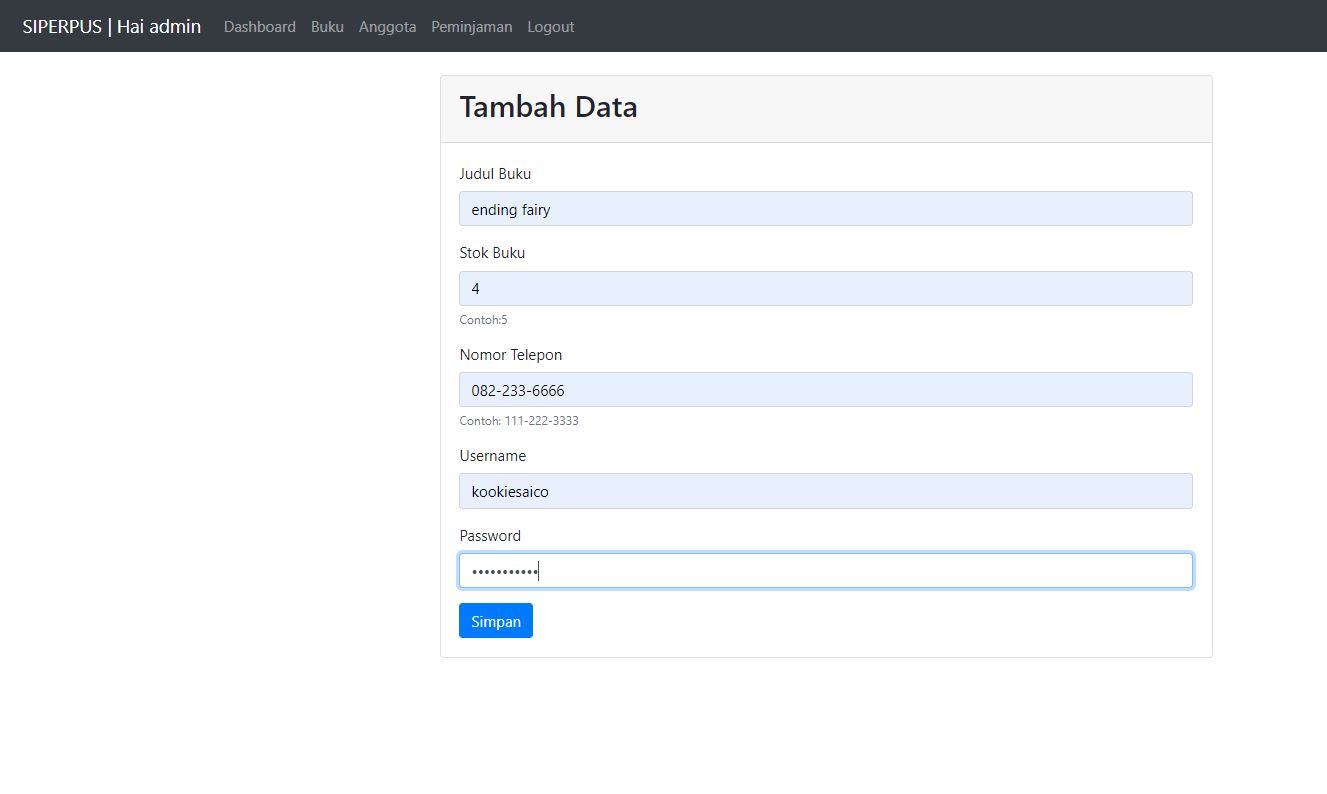 SIPERPUS | Hai admin Dashboard Buku Anggota Peminjaman Logout
Tambah Data
Judul Buku
ending fairy
Stok Buku
4
Contoh:5
Nomor Telepon
082-233-6666
Contoh: 111-222-3333
Username
kookiesaico
Password
•••••••••••
Simpan